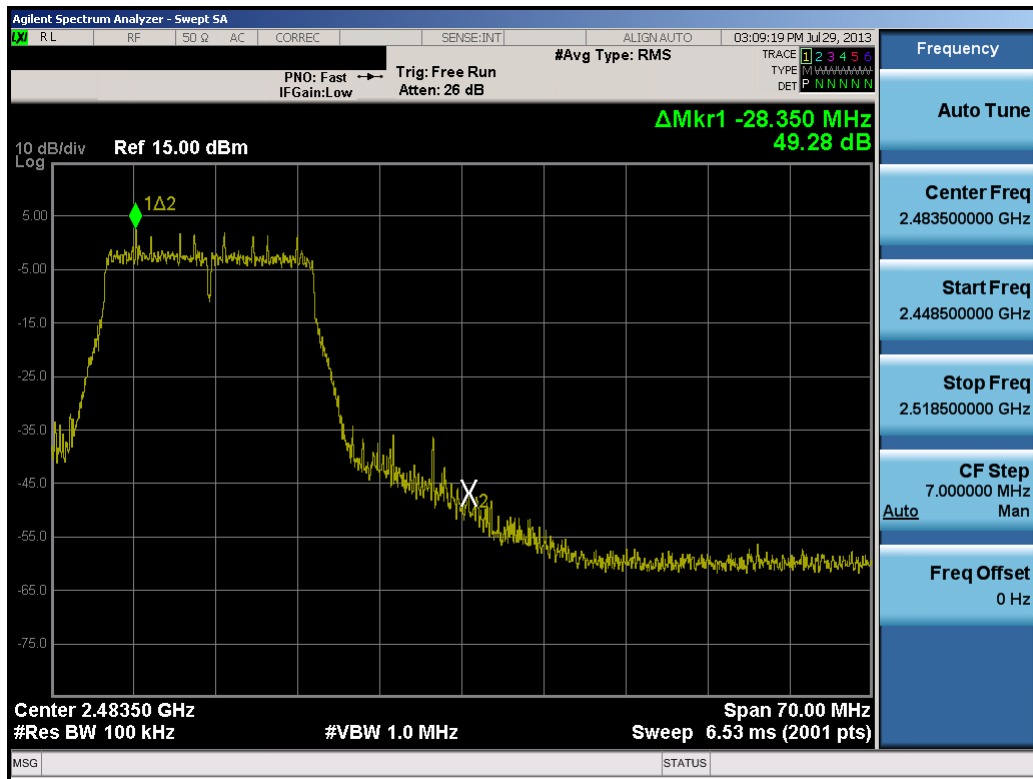 Agilent Spectrum Analyzer - Swept SA
LXI RL RF 50 Ω AC CORREC SENSE:INT ALIGN AUTO 03:09:19 PM Jul 29, 2013
Frequency
#Avg Type: RMS
TRACE 1 2 3 4 5 6
PNO: Fast Trig: Free Run
TYPE M WWWWW
IFGain:Low Atten: 26 dB
DET P N N N N N
Auto Tune
ΔMkr1 -28.350 MHz
49.28 dB
10 dB/div Ref 15.00 dBm
Log
1Δ2
5.00
-5.00
-15.0
-25.0
-35.0
-45.0
-55.0
-65.0
-75.0
X2
Center Freq
2.483500000 GHz
Start Freq
2.448500000 GHz
Stop Freq
2.518500000 GHz
CF Step
7.000000 MHz
Auto Man
Freq Offset
0 Hz
Center 2.48350 GHz Span 70.00 MHz
#Res BW 100 kHz #VBW 1.0 MHz Sweep 6.53 ms (2001 pts)
MSG STATUS